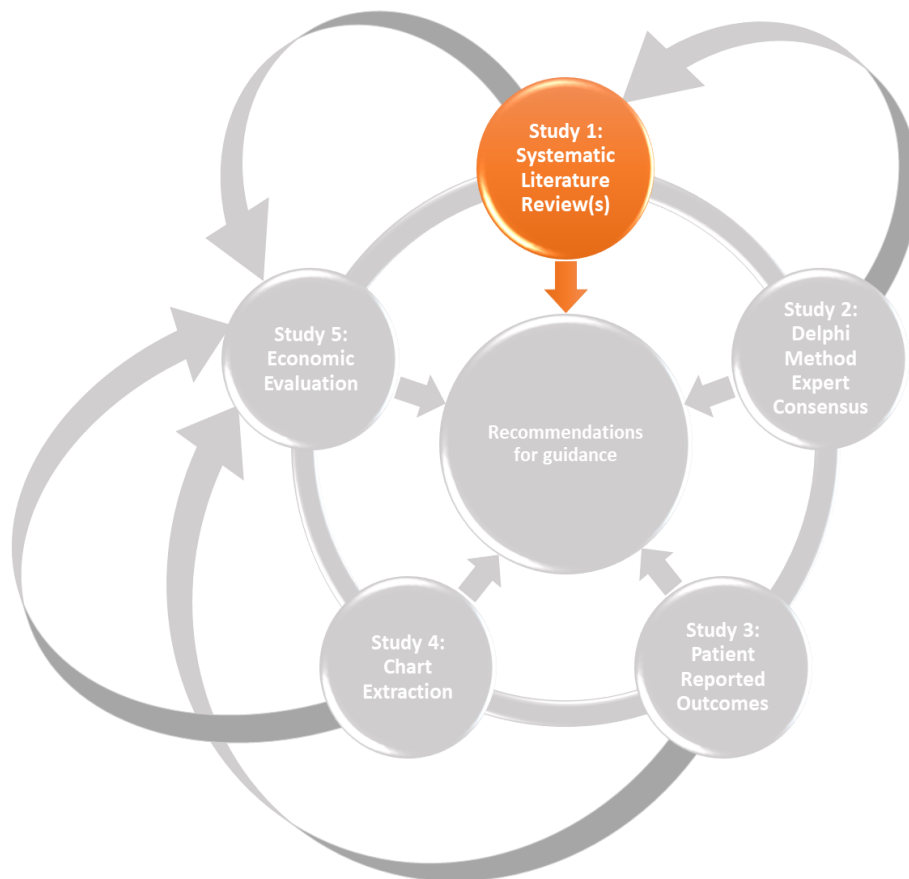 Study 1:
Systematic
Literature
Review(s)
Study 2:
Delphi
Method
Expert
Consensus
Study 5:
Economic
Evaluation
Recommendations
for guidance
Study 4:
Chart
Extraction
Study 3:
Patient
Reported
Outcomes